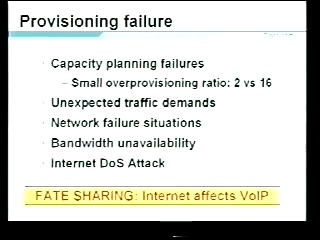 Provisioning failure
Capacity planning failures
– Small overprovisioning ratio: 2 vs 16
Unexpected traffic demands
Network failure situations
Bandwidth unavailability
Internet DoS Attack
FATE SHARING: Internet affects VoIP